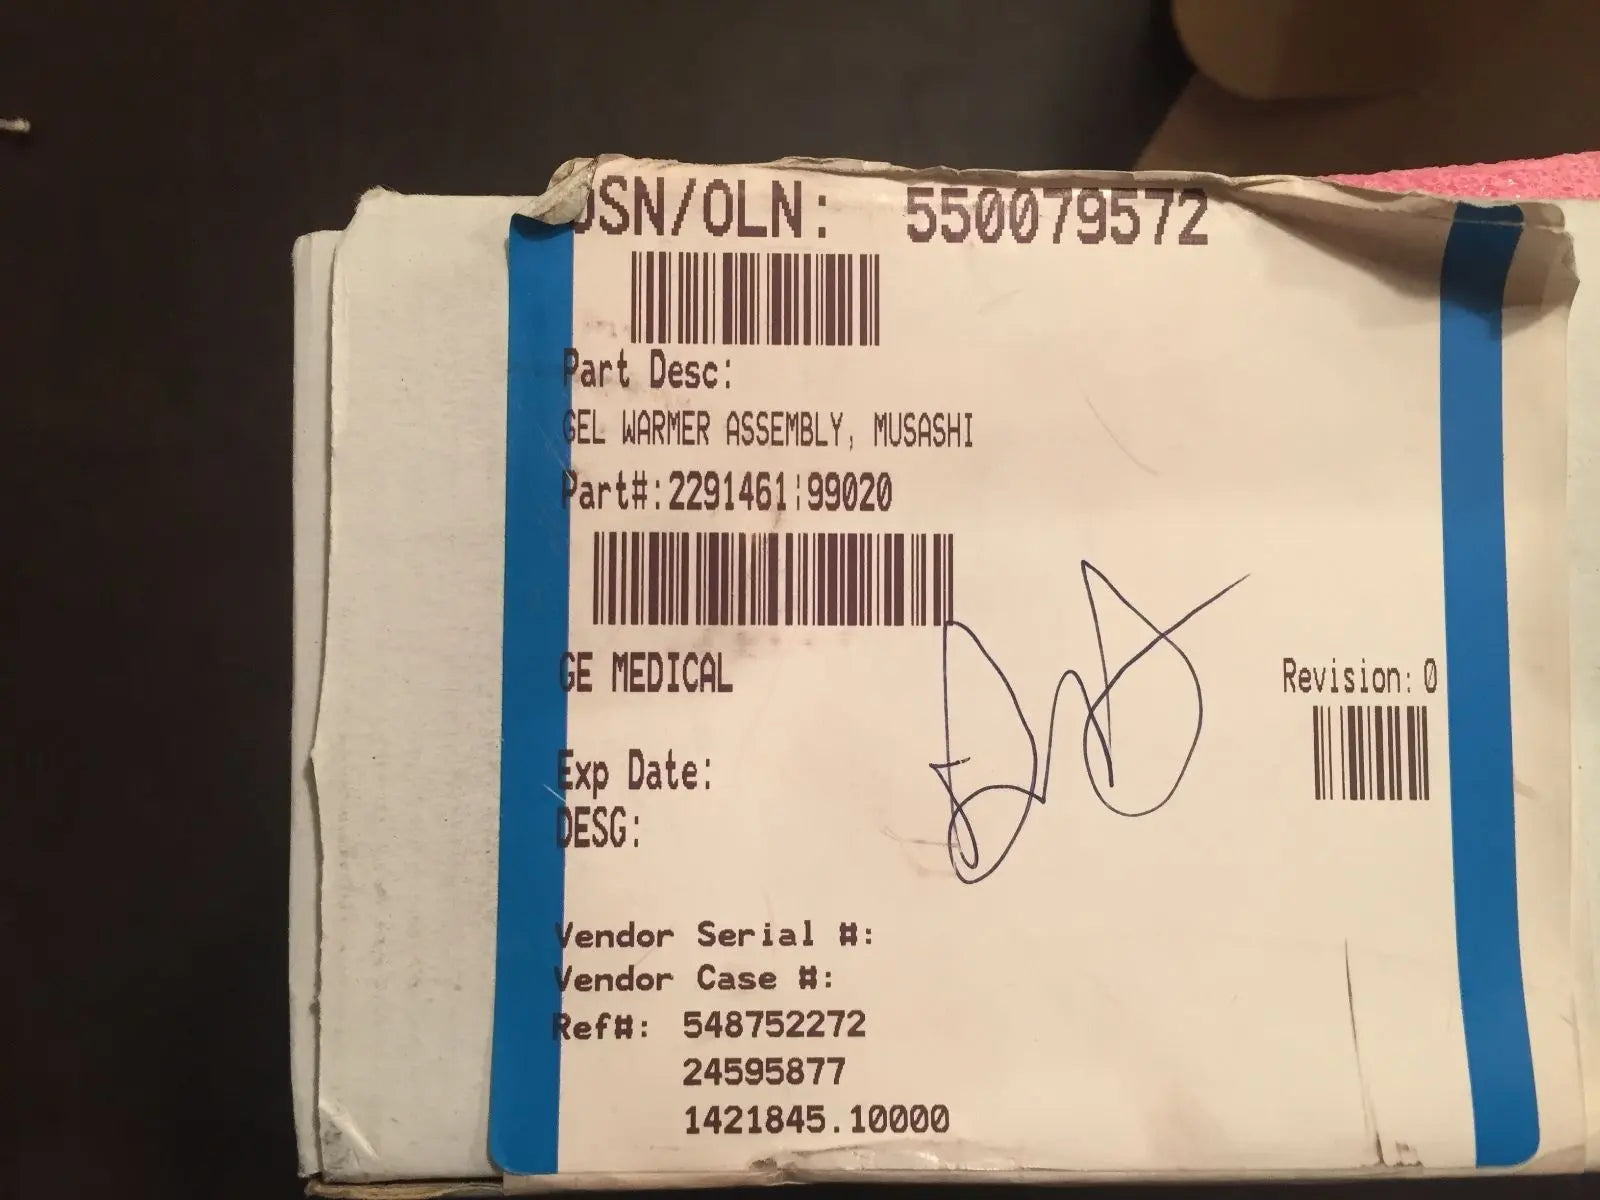 OSN/OLN: 550079572
Part Desc:
GEL WARMER ASSEMBLY, MUSASHI
Part#:2291461¦99020
GE MEDICAL
Revision: 0
Exp Date:
DESG:
Vendor Serial #:
Vendor Case #:
Ref#: 548752272
24595877
1421845.10000